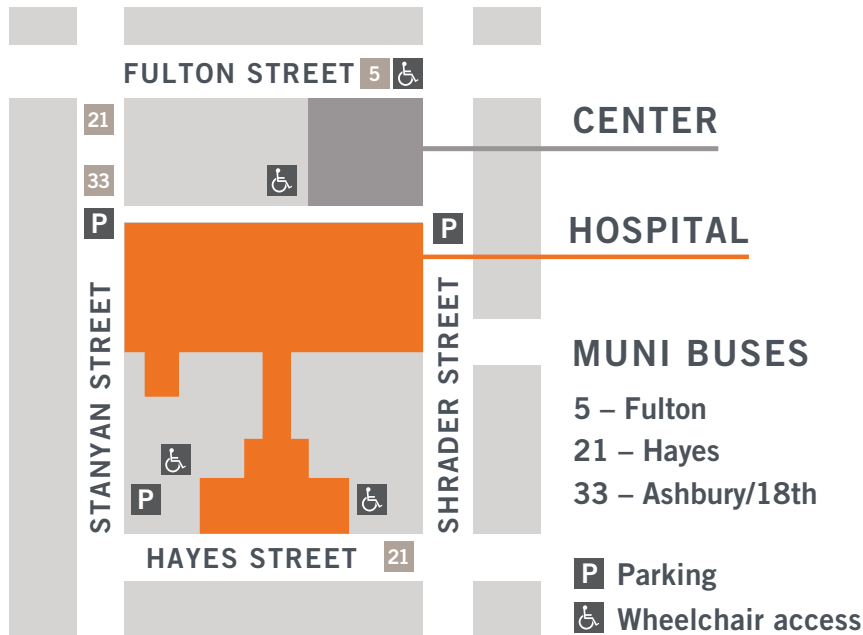 FULTON STREET 5
21
33
P
P
CENTER
HOSPITAL
STANYAN STREET
SHRADER STREET
P
HAYES STREET 21
MUNI BUSES
5 – Fulton
21 – Hayes
33 – Ashbury/18th
P Parking
Wheelchair access